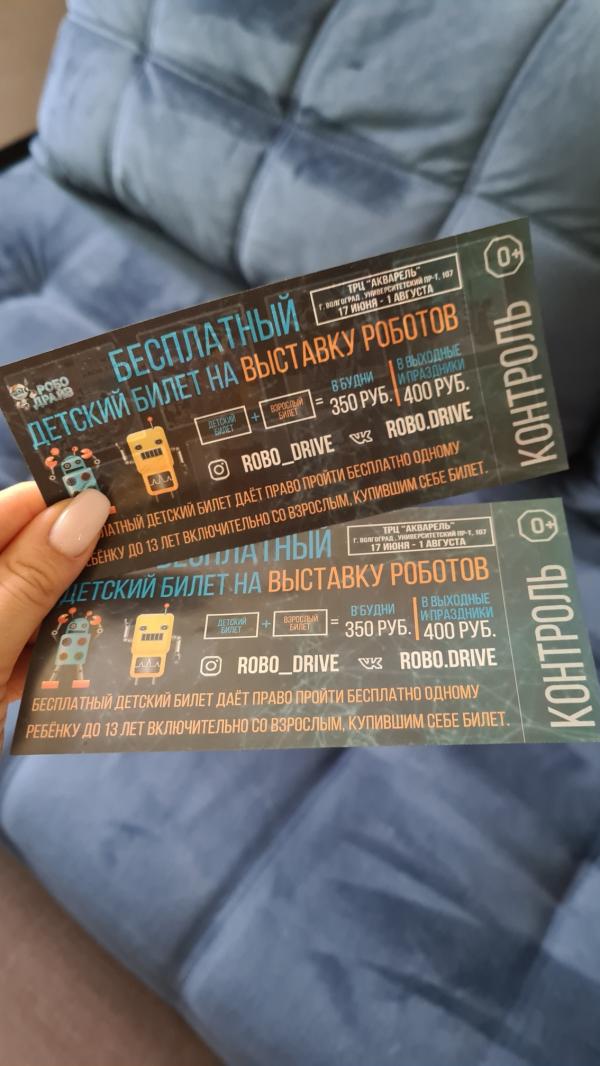 0+
ТРЦ "АКВАРЕЛЬ"
Г. ВОЛГОГРАД , УНИВЕРСИТЕТСКИЙ ПР-Т, 107
17 ИЮНЯ - 1 АВГУСТА
РОБО
ДРАЙВ
БЕСПЛАТНЫЙ
ДЕТСКИЙ БИЛЕТ НА ВЫСТАВКУ РОБОТОВ
ДЕТСКИЙ БИЛЕТ + ВЗРОСЛЫЙ БИЛЕТ =
В БУДНИ
350 РУБ.
В ВЫХОДНЫЕ
И ПРАЗДНИКИ
400 РУБ.
ROBO_DRIVE
ROBO.DRIVE
ДЕТСКИЙ БИЛЕТ ДАЁТ ПРАВО ПРОЙТИ БЕСПЛАТНО ОДНОМУ
ДО 13 ЛЕТ ВКЛЮЧИТЕЛЬНО СО ВЗРОСЛЫМ, КУПИВШИМ СЕБЕ БИЛЕТ.
КОНТРОЛЬ
0+
ТРЦ "АКВАРЕЛЬ"
Г. ВОЛГОГРАД , УНИВЕРСИТЕТСКИЙ ПР-Т, 107
17 ИЮНЯ - 1 АВГУСТА
БЕСПЛАТНЫЙ
ДЕТСКИЙ БИЛЕТ НА ВЫСТАВКУ РОБОТОВ
ДЕТСКИЙ БИЛЕТ + ВЗРОСЛЫЙ БИЛЕТ =
В БУДНИ
350 РУБ.
В ВЫХОДНЫЕ
И ПРАЗДНИКИ
400 РУБ.
ROBO_DRIVE
ROBO.DRIVE
БЕСПЛАТНЫЙ ДЕТСКИЙ БИЛЕТ ДАЁТ ПРАВО ПРОЙТИ БЕСПЛАТНО ОДНОМУ
РЕБЁНКУ ДО 13 ЛЕТ ВКЛЮЧИТЕЛЬНО СО ВЗРОСЛЫМ, КУПИВШИМ СЕБЕ БИЛЕТ.
КОНТРОЛЬ